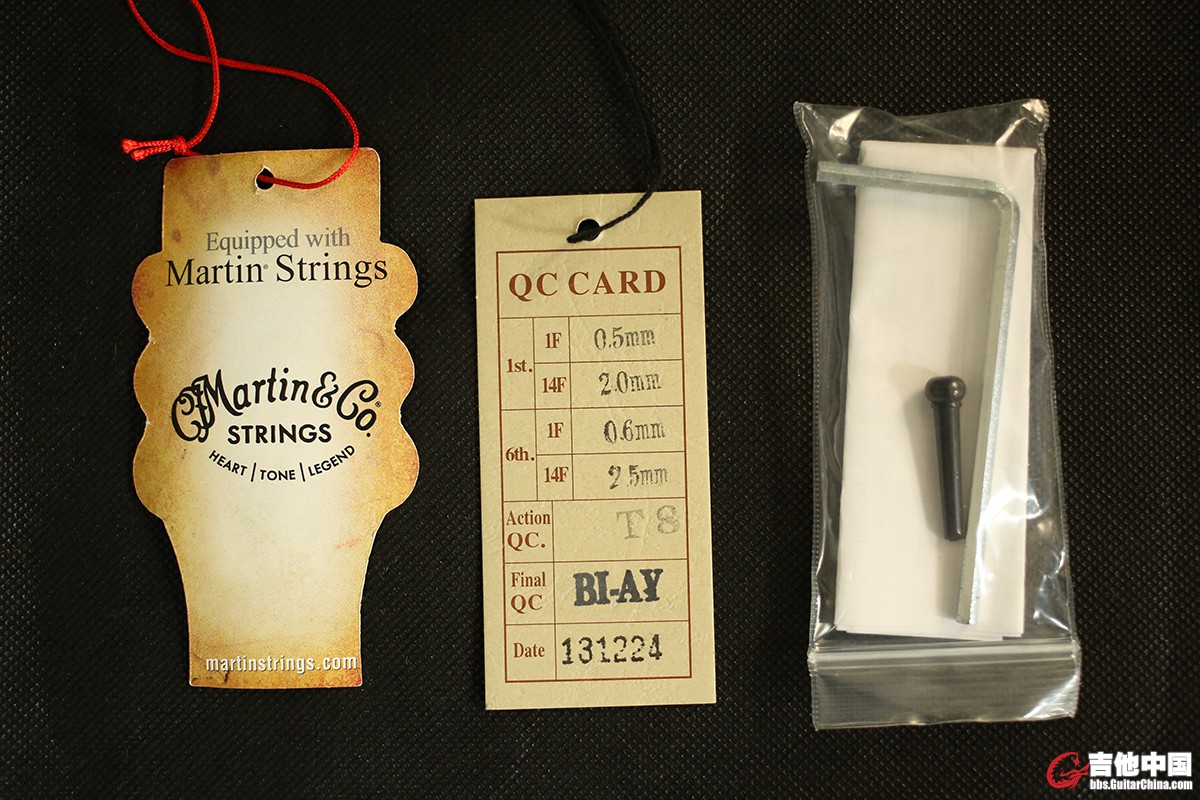 Equipped with
Martin® Strings
Martin & Co.®
STRINGS
HEART | TONE | LEGEND
martinstrings.com
QC CARD
1st. 1F 0.5mm
14F 2.0mm
6th. 1F 0.6mm
14F 2.5mm
Action QC. T8
Final QC BI-AY
Date 131224
吉他中国
bbs.GuitarChina.com